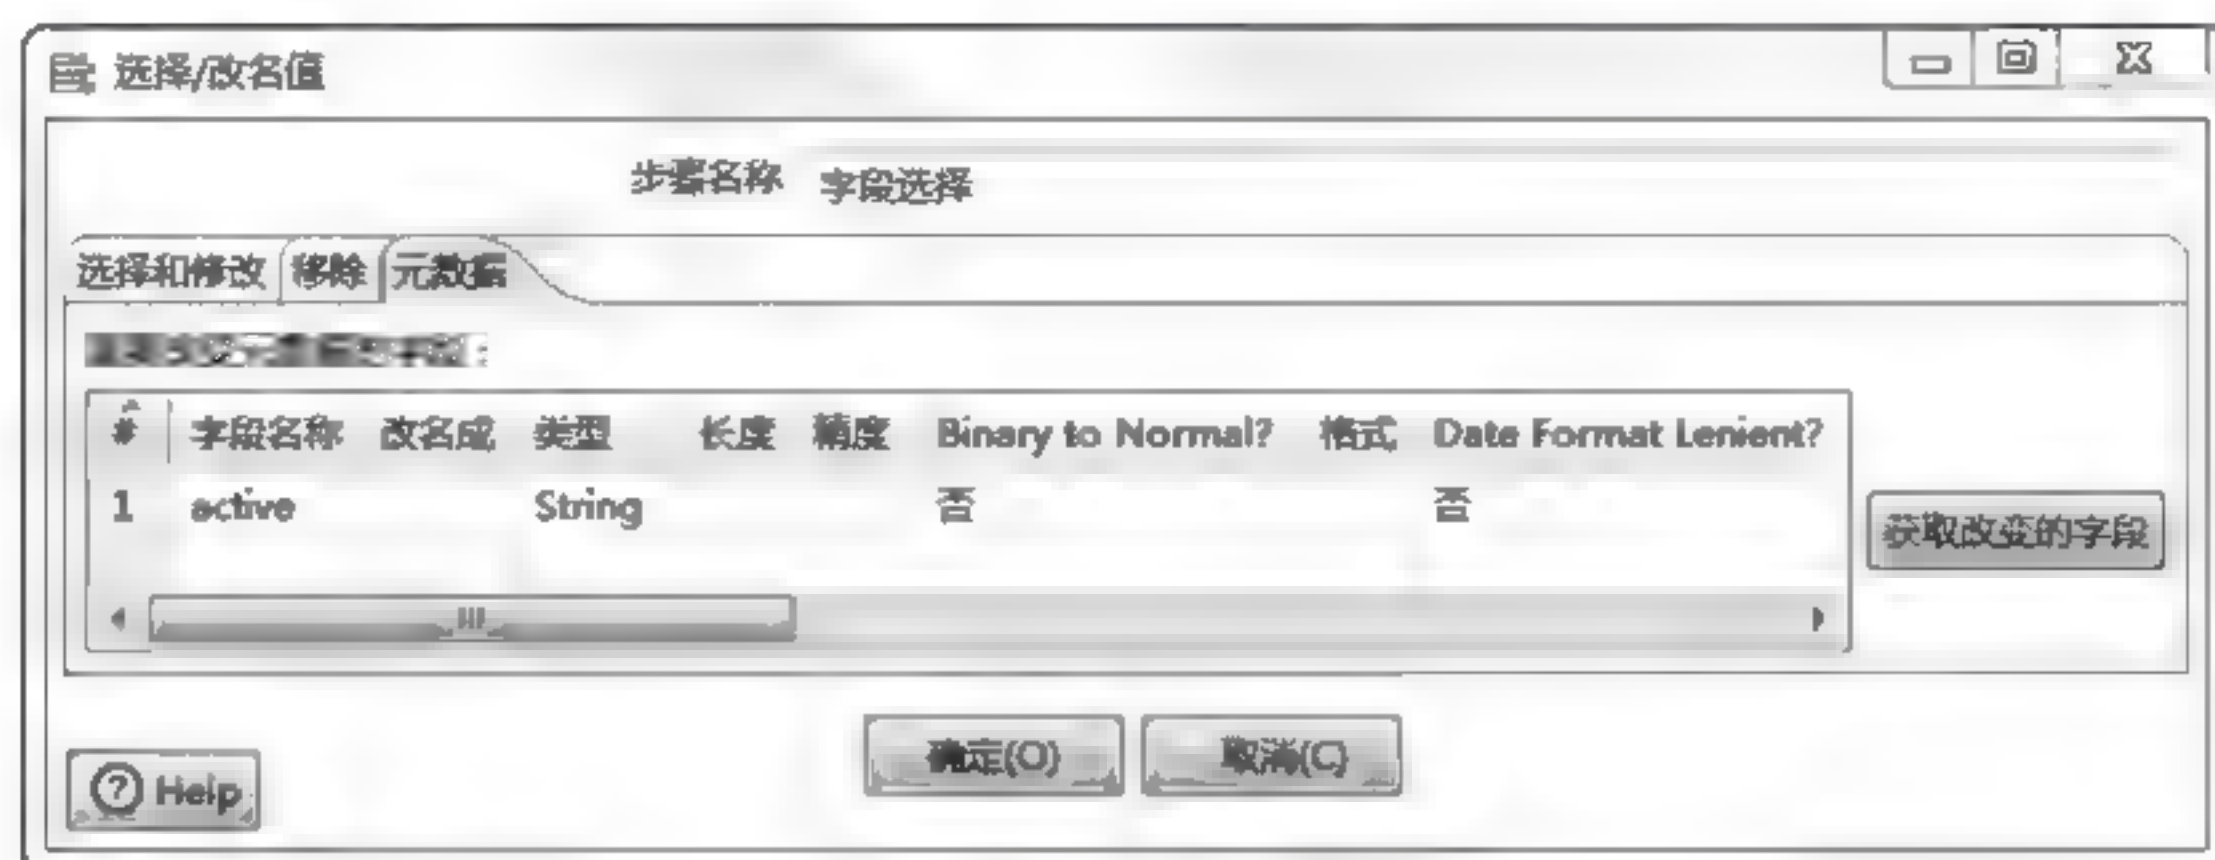 选择/改名值
步骤名称 字段选择
选择和修改 移除 元数据
# 字段名称 改名成 类型 长度 精度 Binary to Normal? 格式 Date Format Lenient?
1 active String 否 否
获取改变的字段
确定(O) 取消(C)
Help